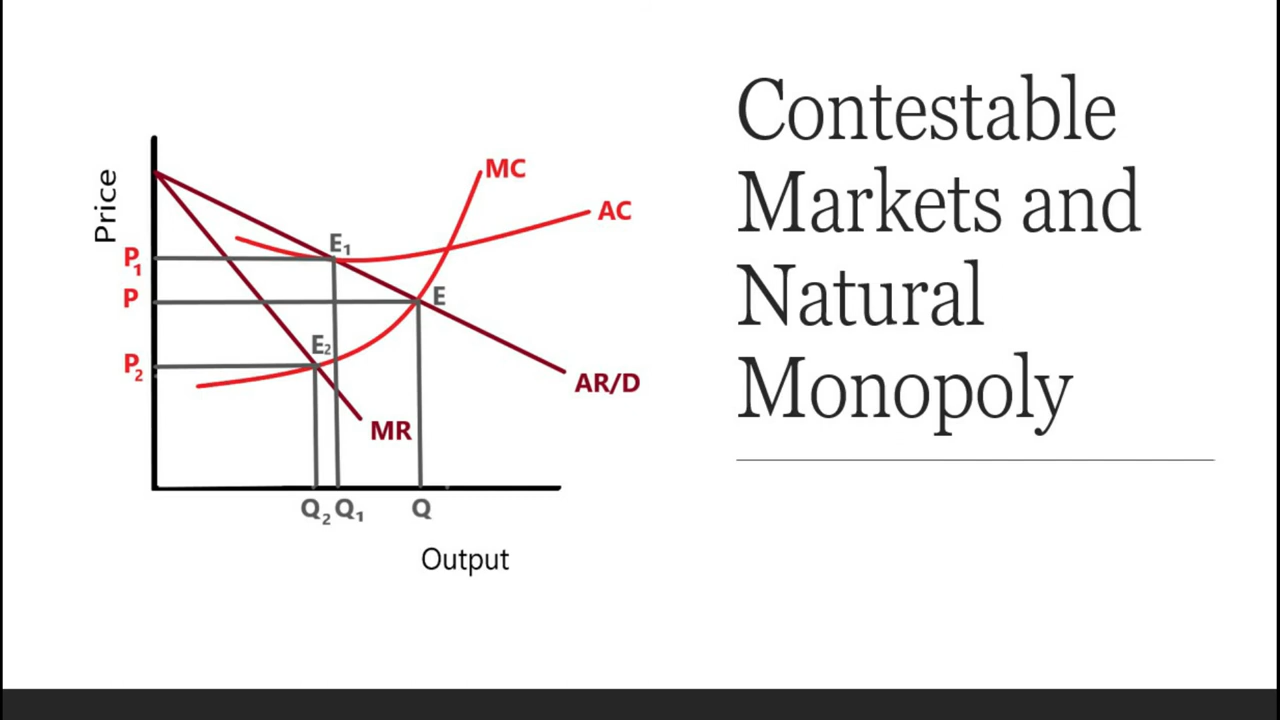 Contestable
Markets and
Natural
Monopoly
Price
MC
AC
E₁
P₁
P
E
E₂
P₂
AR/D
MR
Q₂ Q₁ Q
Output